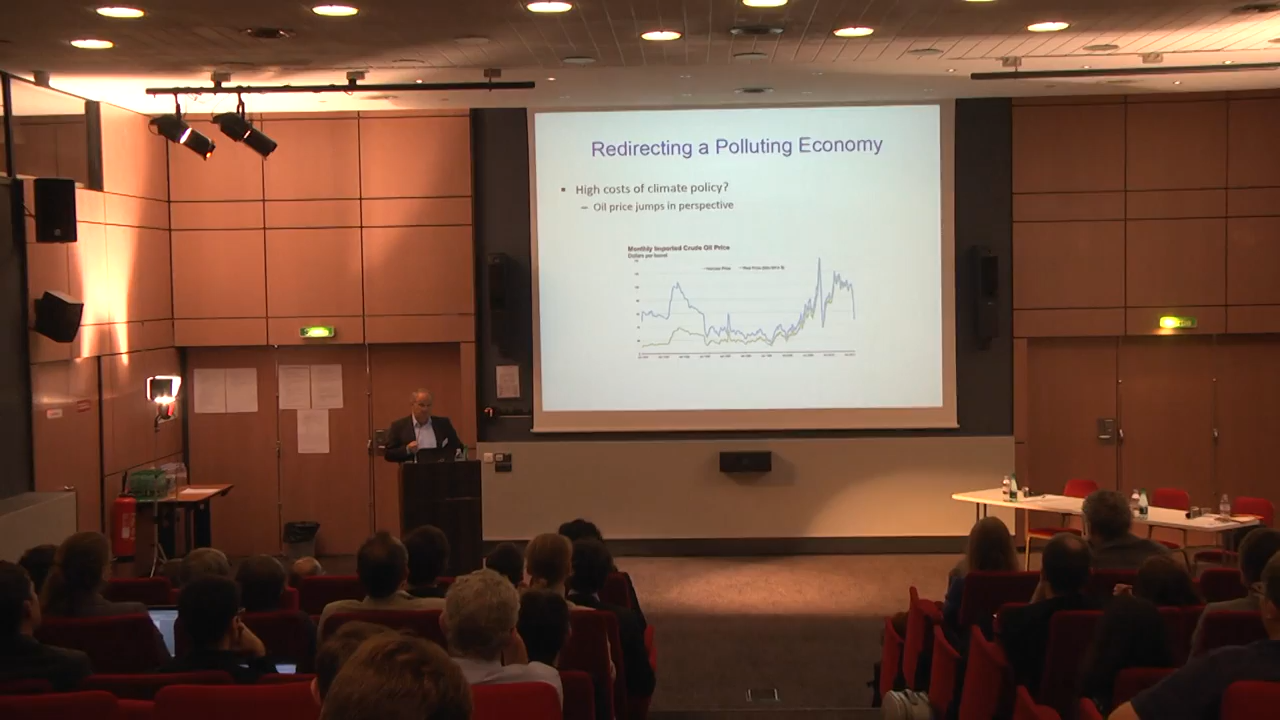 Redirecting a Polluting Economy
▪ High costs of climate policy?
– Oil price jumps in perspective
Monthly Imported Crude Oil Price
Dollars per barrel